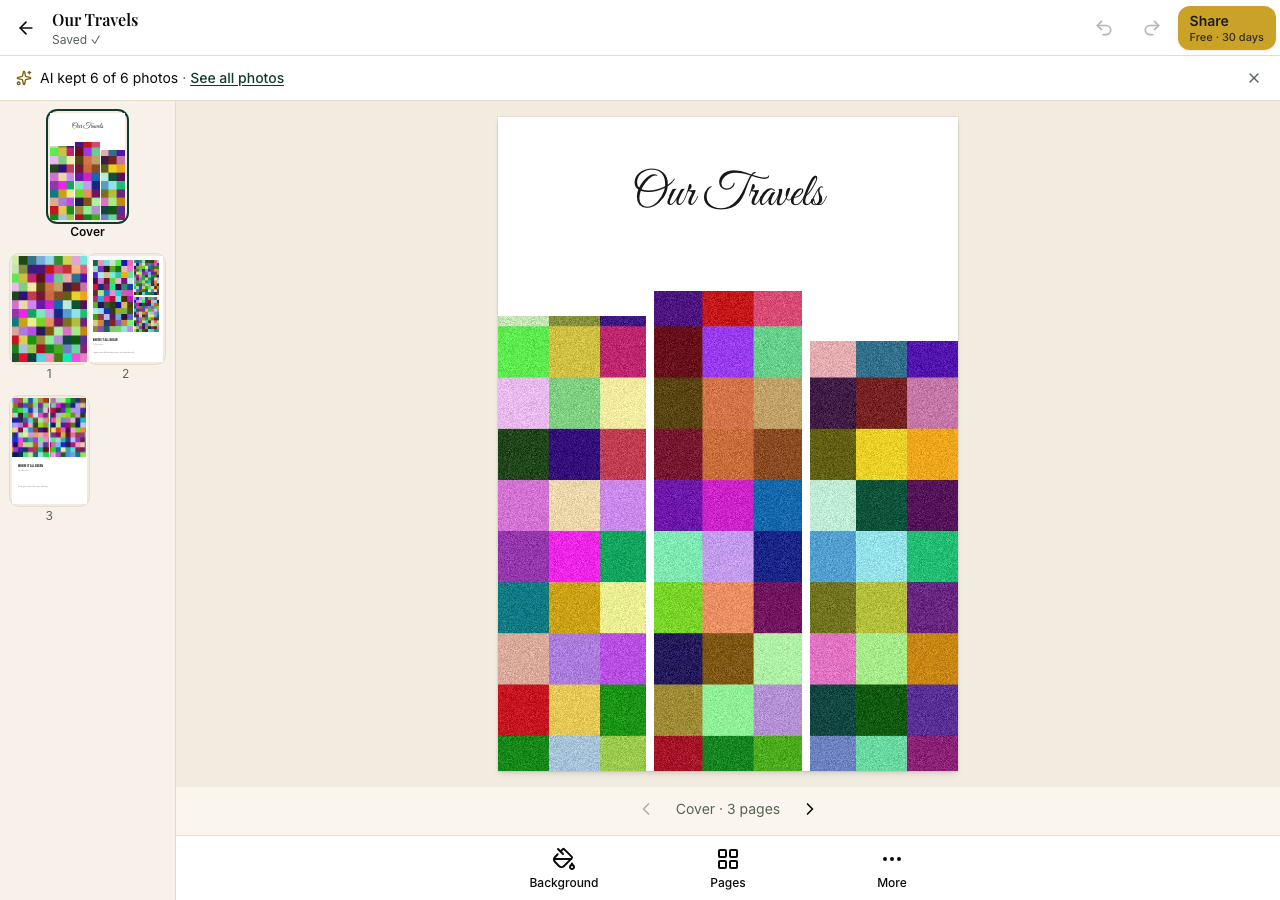 Our Travels
Saved ✓
Share
Free · 30 days
AI kept 6 of 6 photos · See all photos
Our Travels
Cover
1
2
3
Our Travels
Cover · 3 pages
Background
Pages
More